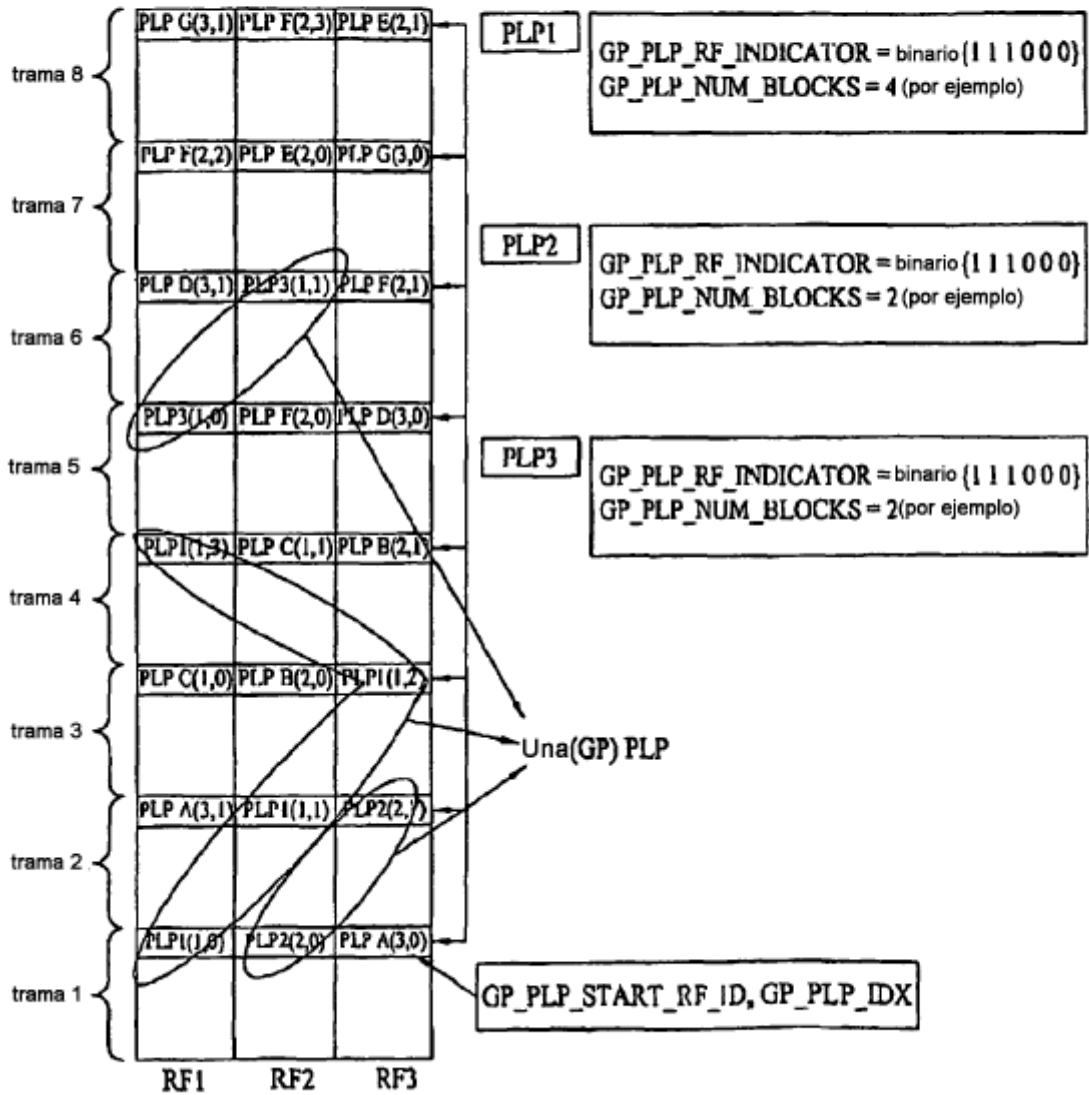 PLP G(3,1) PLP F(2,3) PLP E(2,1)
trama 8
PLP F(2,2) PLP E(2,0) PLP G(3,0)
trama 7
PLP D(3,1) PLP3(1,1) PLP F(2,1)
trama 6
PLP3(1,0) PLP F(2,0) PLP D(3,0)
trama 5
PLP1(1,3) PLP C(1,1) PLP B(2,1)
trama 4
PLP C(1,0) PLP B(2,0) PLP1(1,2)
trama 3
PLP A(3,1) PLP1(1,1) PLP2(2,1)
trama 2
PLP1(1,0) PLP2(2,0) PLP A(3,0)
trama 1
RF1 RF2 RF3
PLP1
GP_PLP_RF_INDICATOR = binario {1 1 1 0 0 0}
GP_PLP_NUM_BLOCKS = 4 (por ejemplo)
PLP2
GP_PLP_RF_INDICATOR = binario {1 1 1 0 0 0}
GP_PLP_NUM_BLOCKS = 2 (por ejemplo)
PLP3
GP_PLP_RF_INDICATOR = binario {1 1 1 0 0 0}
GP_PLP_NUM_BLOCKS = 2(por ejemplo)
Una(GP) PLP
GP_PLP_START_RF_ID, GP_PLP_IDX